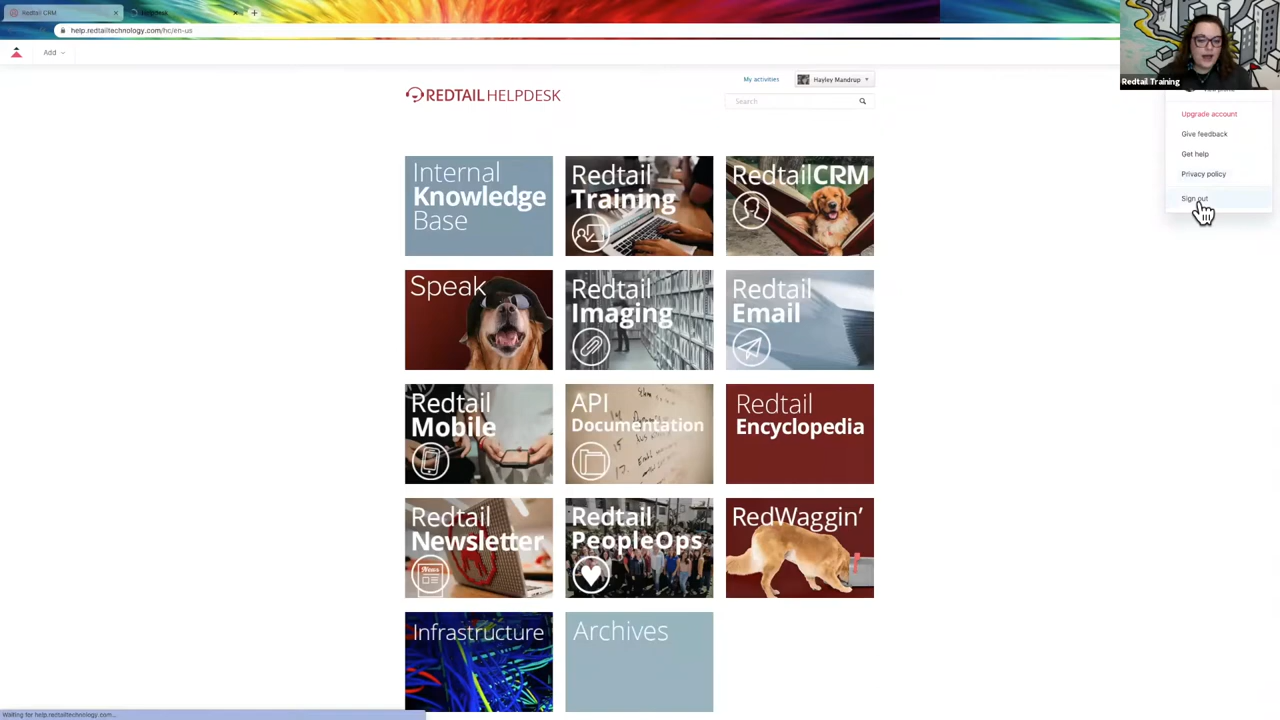 Redtail CRM
Helpdesk
help.redtailtechnology.com/hc/en-us
Add
Redtail Training
My activities
Hayley Mandrup
REDTAIL HELPDESK
Search
Upgrade account
Give feedback
Get help
Privacy policy
Sign out
Internal
Knowledge
Base
Redtail
Training
RedtailCRM
Speak
Redtail
Imaging
Redtail
Email
Redtail
Mobile
API
Documentation
Redtail
Encyclopedia
Redtail
Newsletter
News
Redtail
PeopleOps
RedWaggin'
Infrastructure
Archives
Waiting for help.redtailtechnology.com...